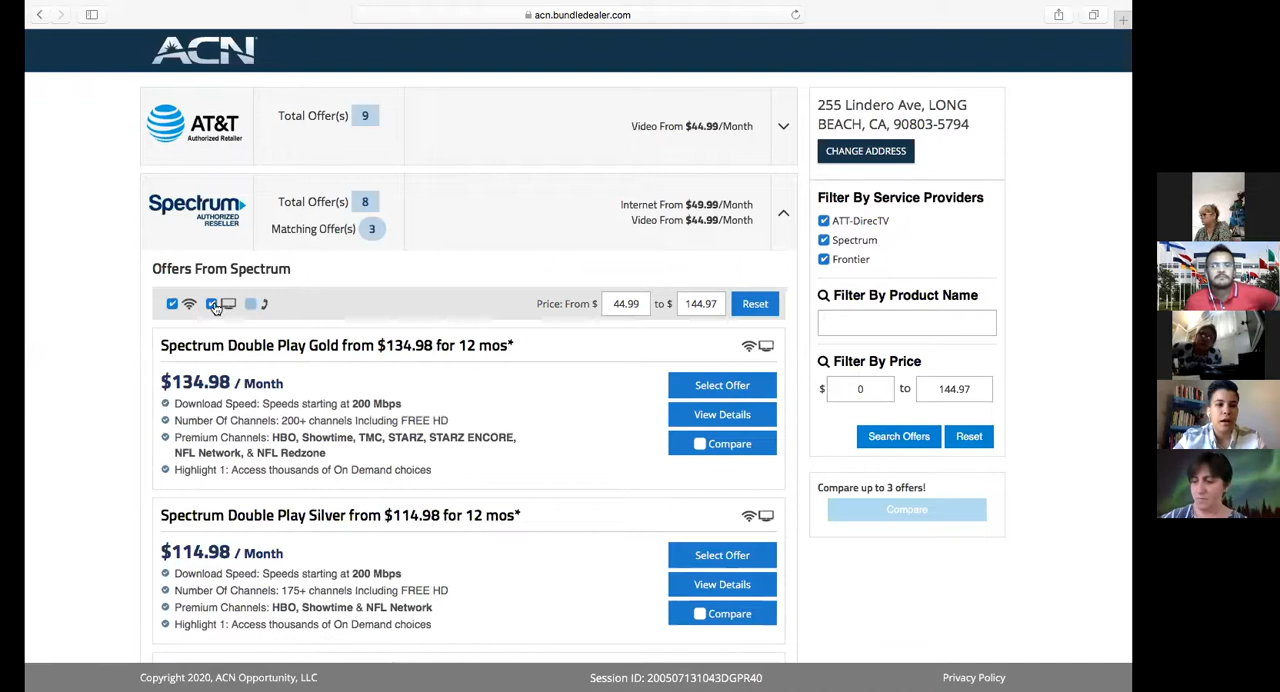 acn.bundledealer.com
ACN
AT&T
Authorized Retailer
Total Offer(s) 9
Video From $44.99/Month
Spectrum
AUTHORIZED
RESELLER
Total Offer(s) 8
Matching Offer(s) 3
Internet From $49.99/Month
Video From $44.99/Month
Offers From Spectrum
Price: From $ 44.99 to $ 144.97 Reset
Spectrum Double Play Gold from $134.98 for 12 mos*
$134.98 / Month
Download Speed: Speeds starting at 200 Mbps
Number Of Channels: 200+ channels Including FREE HD
Premium Channels: HBO, Showtime, TMC, STARZ, STARZ ENCORE,
NFL Network, & NFL Redzone
Highlight 1: Access thousands of On Demand choices
Select Offer
View Details
Compare
Spectrum Double Play Silver from $114.98 for 12 mos*
$114.98 / Month
Download Speed: Speeds starting at 200 Mbps
Number Of Channels: 175+ channels Including FREE HD
Premium Channels: HBO, Showtime & NFL Network
Highlight 1: Access thousands of On Demand choices
Select Offer
View Details
Compare
255 Lindero Ave, LONG
BEACH, CA, 90803-5794
CHANGE ADDRESS
Filter By Service Providers
ATT-DirecTV
Spectrum
Frontier
Filter By Product Name
Filter By Price
$ 0 to 144.97
Search Offers Reset
Compare up to 3 offers!
Compare
Copyright 2020, ACN Opportunity, LLC
Session ID: 200507131043DGPR40
Privacy Policy